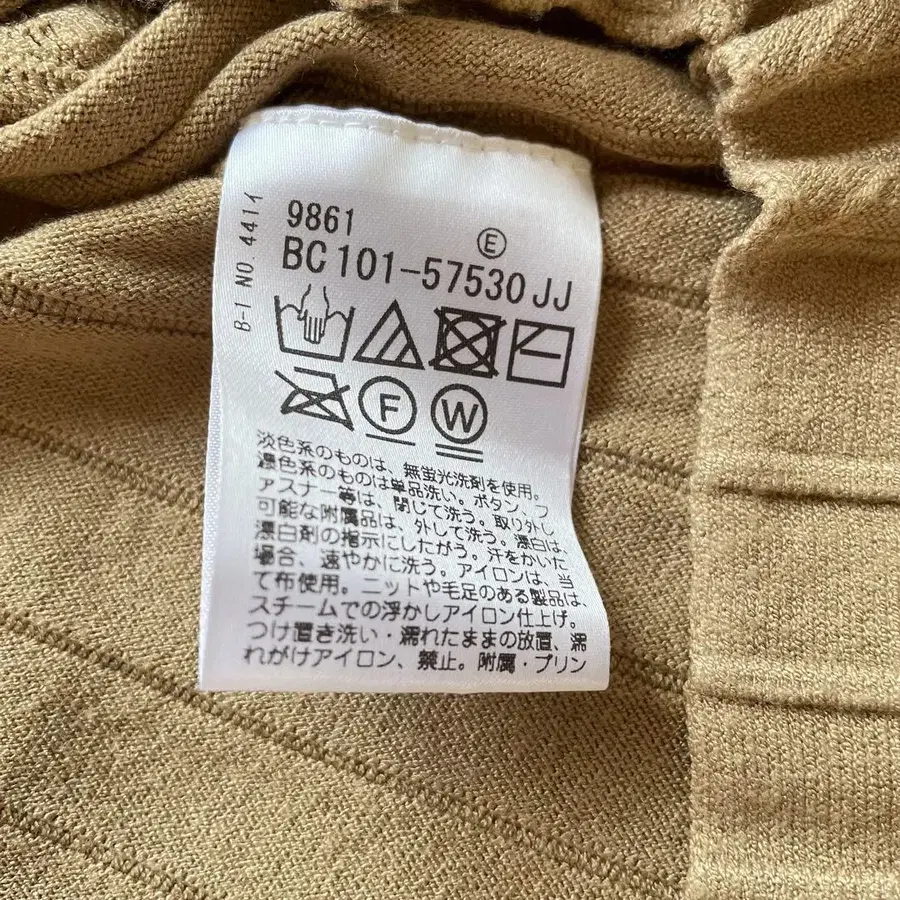 B-1 NO. 441イ
9861
Ⓔ
BC101-57530JJ
F W
淡色系のものは、無蛍光洗剤を使用。
濃色系のものは単品洗い。ボタン、フ
ァスナー等は、閉じて洗う。取り外し
可能な附属品は、外して洗う。漂白は、
漂白剤の指示にしたがう。汗をかいた
場合、速やかに洗う。アイロンは、当
て布使用。ニットや毛足のある製品は、
スチームでの浮かしアイロン仕上げ。
つけ置き洗い・濡れたままの放置、濡
れがけアイロン、禁止。附属・プリン